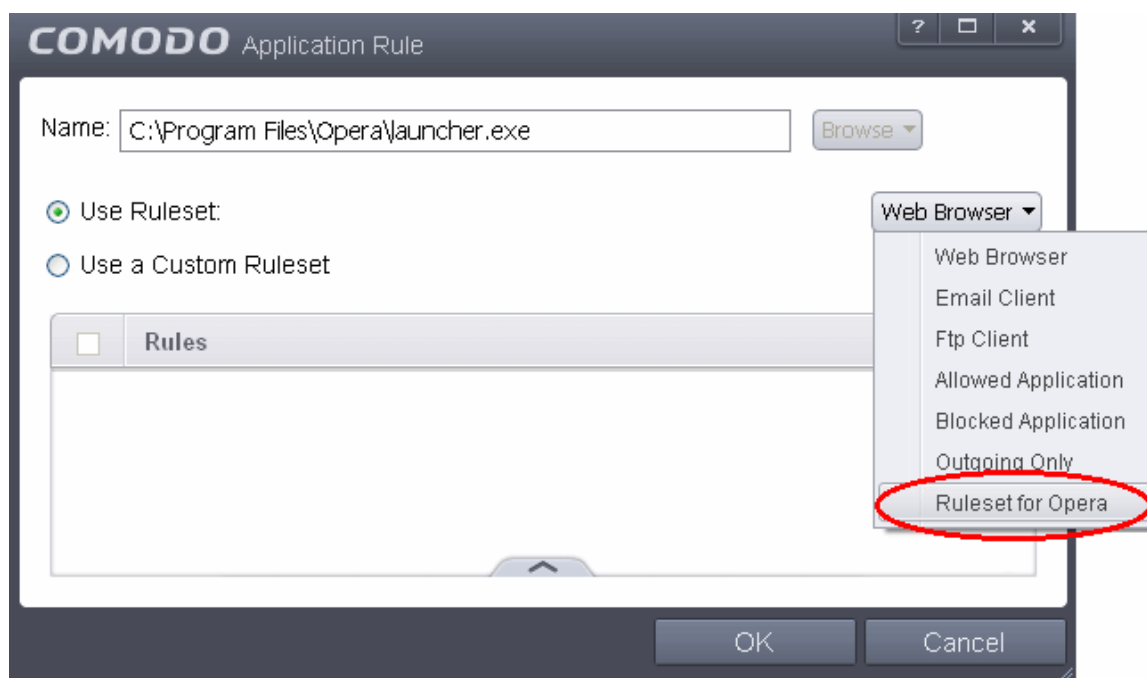 COMODO Application Rule
? x
Name: C:\Program Files\Opera\launcher.exe Browse
Use Ruleset: Web Browser
Use a Custom Ruleset
Web Browser
Email Client
Ftp Client
Allowed Application
Blocked Application
Outgoing Only
Ruleset for Opera
Rules
OK Cancel